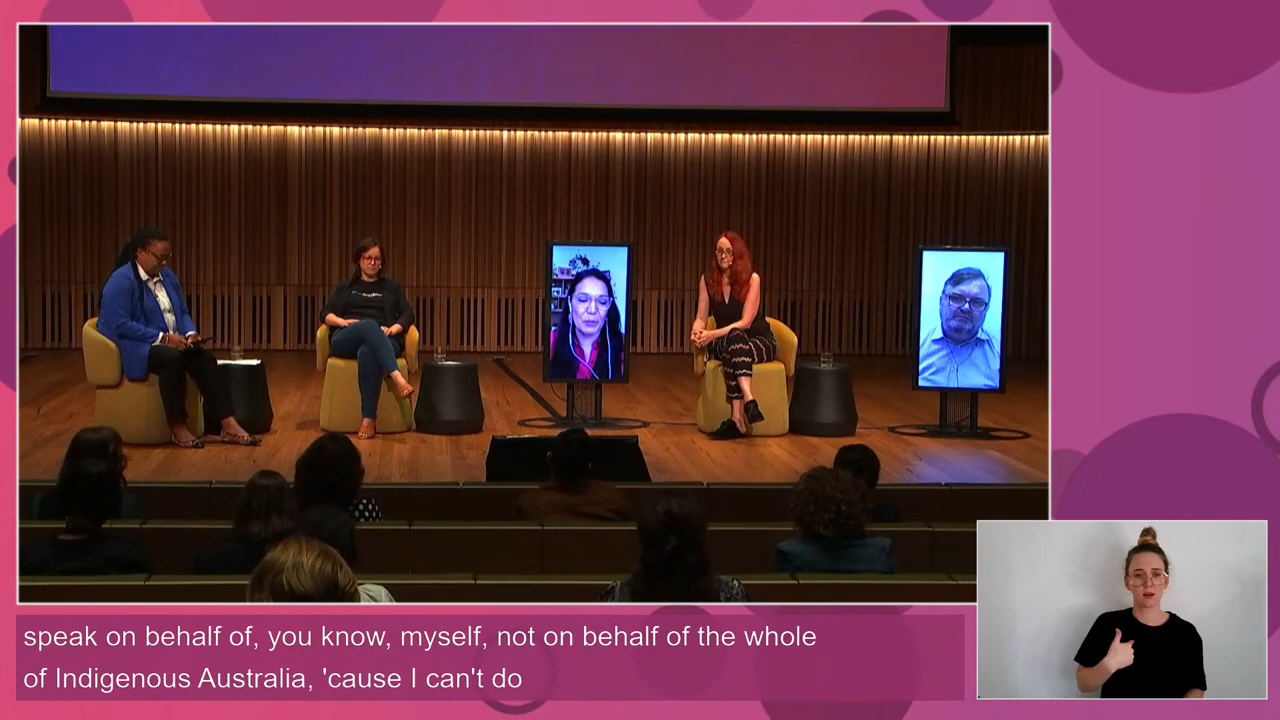 speak on behalf of, you know, myself, not on behalf of the whole
of Indigenous Australia, 'cause I can't do